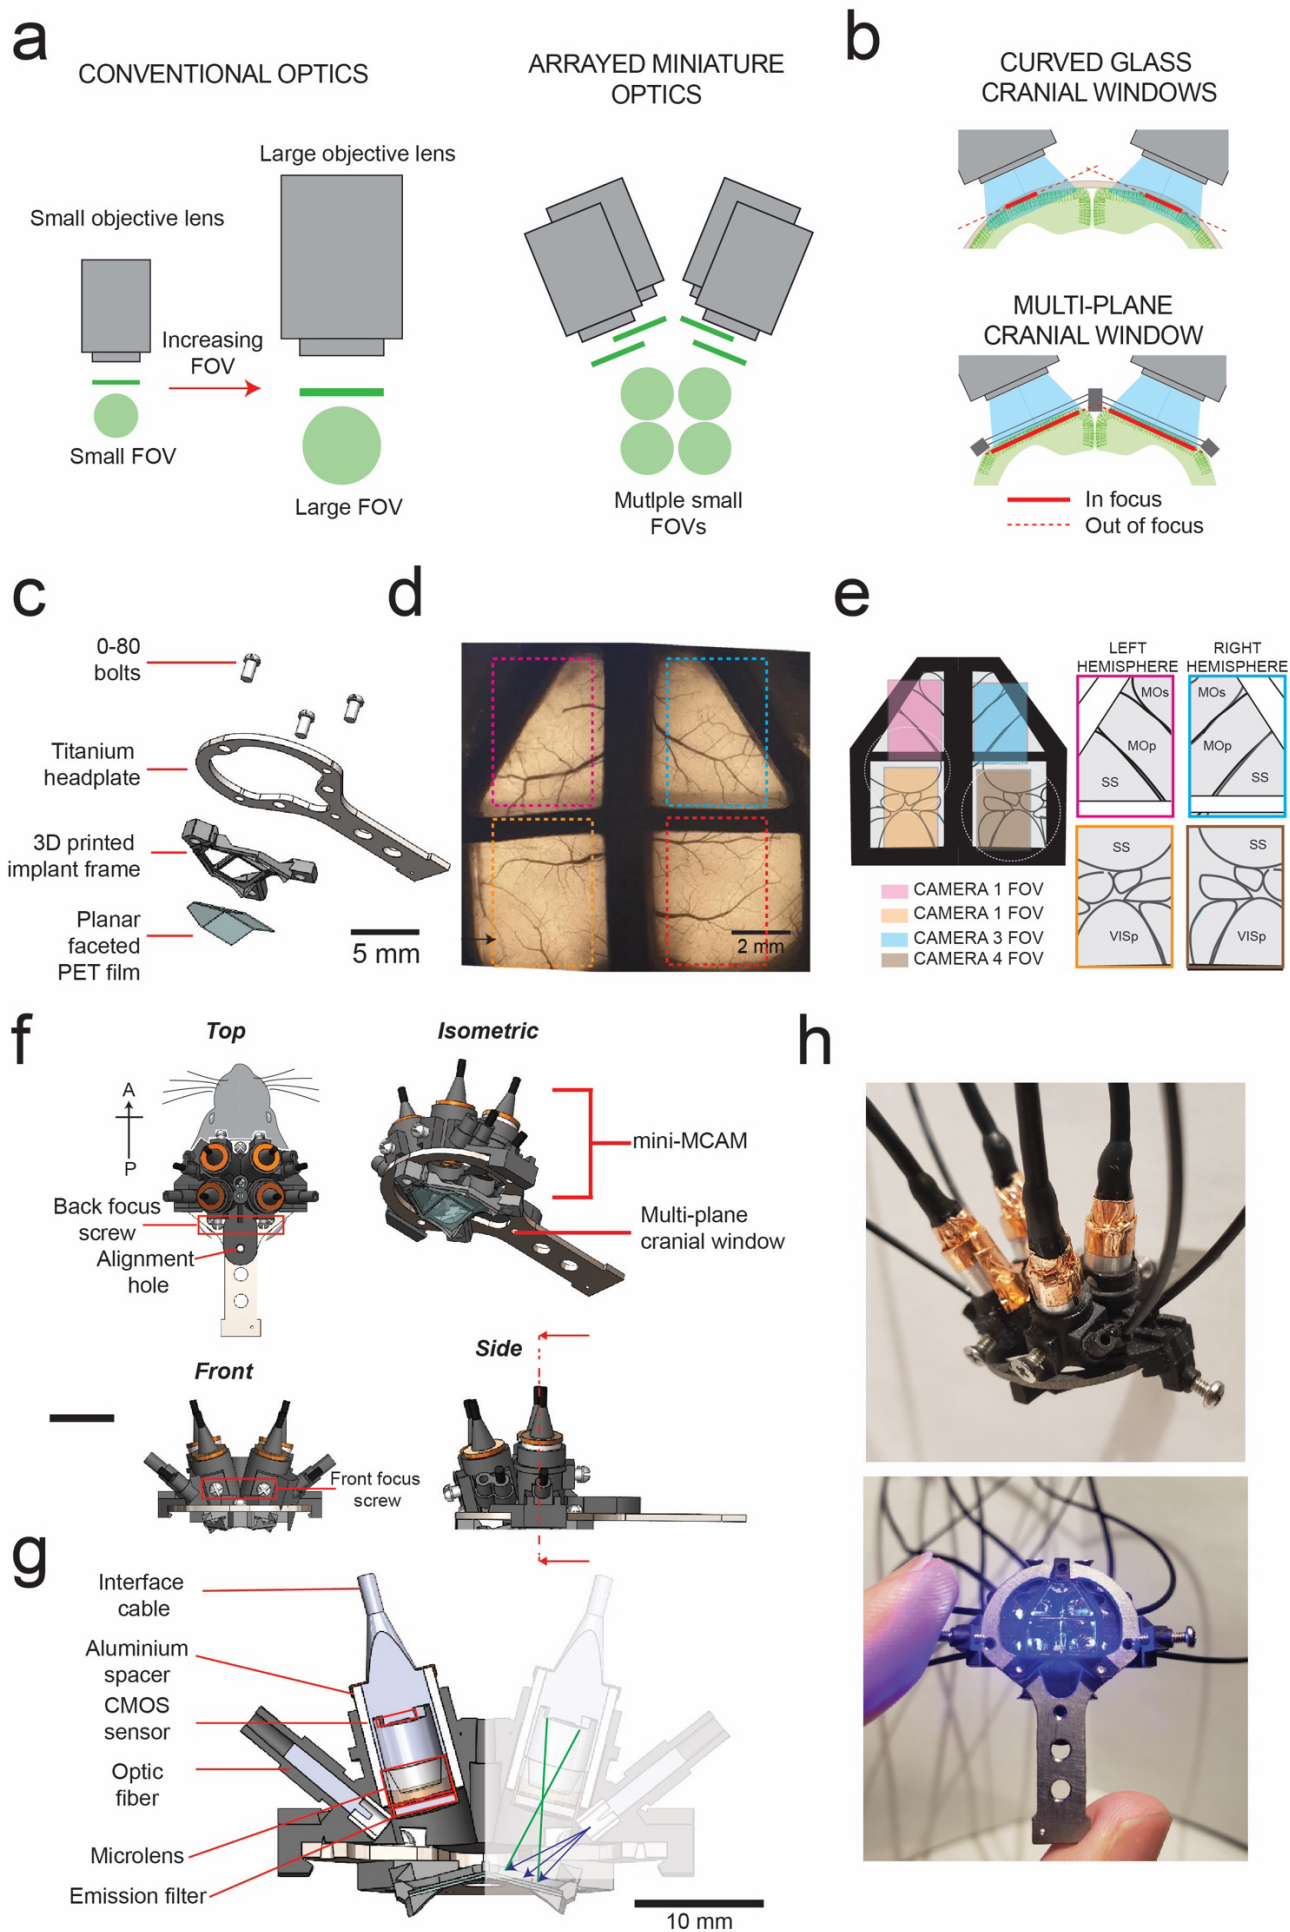 a
CONVENTIONAL OPTICS
Small objective lens
Large objective lens
Increasing
FOV
Small FOV
Large FOV
ARRAYED MINIATURE
OPTICS
Mutlple small
FOVs
b
CURVED GLASS
CRANIAL WINDOWS
MULTI-PLANE
CRANIAL WINDOW
In focus
Out of focus
c
0-80
bolts
Titanium
headplate
3D printed
implant frame
Planar
faceted
PET film
5 mm
d
2 mm
e
LEFT
HEMISPHERE
RIGHT
HEMISPHERE
MOs
MOp
SS
MOs
MOp
SS
SS
VISp
SS
VISp
CAMERA 1 FOV
CAMERA 1 FOV
CAMERA 3 FOV
CAMERA 4 FOV
f
Top
A
P
Back focus
screw
Alignment
hole
Isometric
mini-MCAM
Multi-plane
cranial window
Front
Front focus
screw
Side
g
Interface
cable
Aluminium
spacer
CMOS
sensor
Optic
fiber
Microlens
Emission filter
10 mm
h